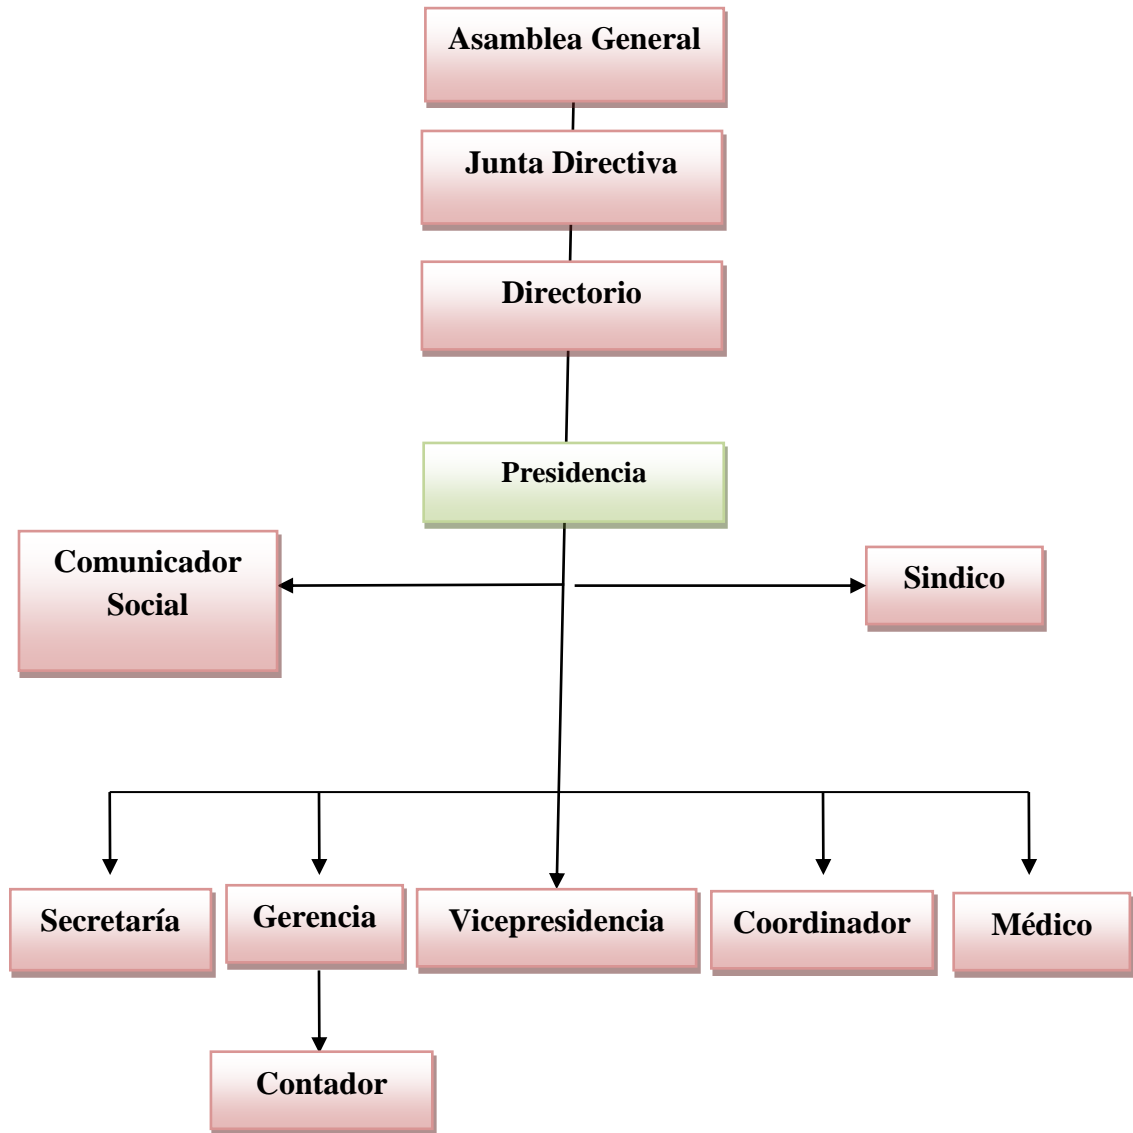 Asamblea General
Junta Directiva
Directorio
Presidencia
Comunicador
Social
Sindico
Secretaría
Gerencia
Vicepresidencia
Coordinador
Médico
Contador